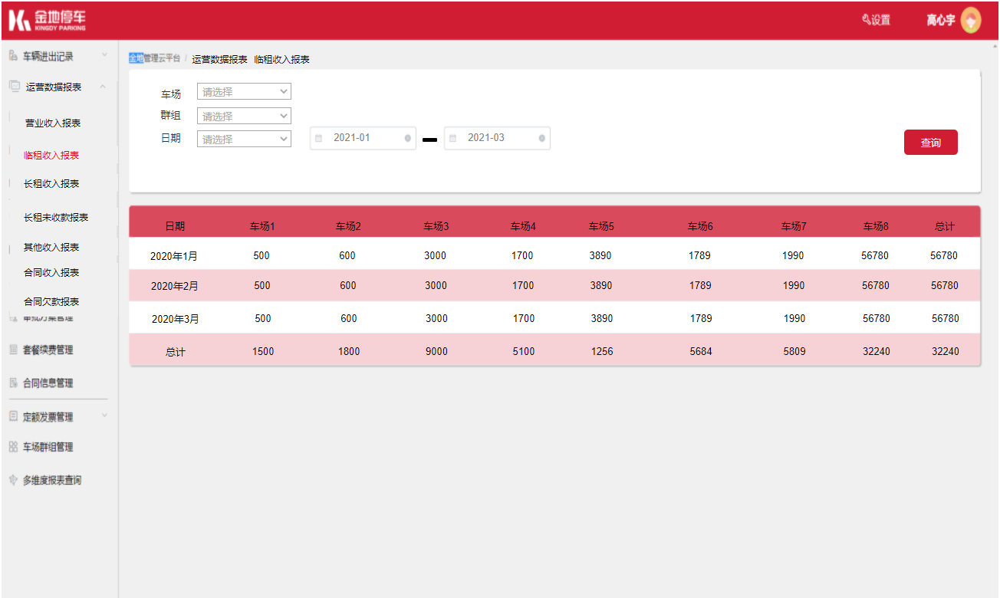 金地停车
KINGDY PARKING
设置 高心宇
车辆进出记录
运营数据报表
营业收入报表
临租收入报表
长租收入报表
长租未收款报表
其他收入报表
合同收入报表
合同欠款报表
审批方案管理
套餐续费管理
合同信息管理
定额发票管理
车场群组管理
多维度报表查询
金地管理云平台 / 运营数据报表 临租收入报表
车场 请选择
群组 请选择
日期 请选择 2021-01 2021-03
查询
日期 车场1 车场2 车场3 车场4 车场5 车场6 车场7 车场8 总计
2020年1月 500 600 3000 1700 3890 1789 1990 56780 56780
2020年2月 500 600 3000 1700 3890 1789 1990 56780 56780
2020年3月 500 600 3000 1700 3890 1789 1990 56780 56780
总计 1500 1800 9000 5100 1256 5684 5809 32240 32240